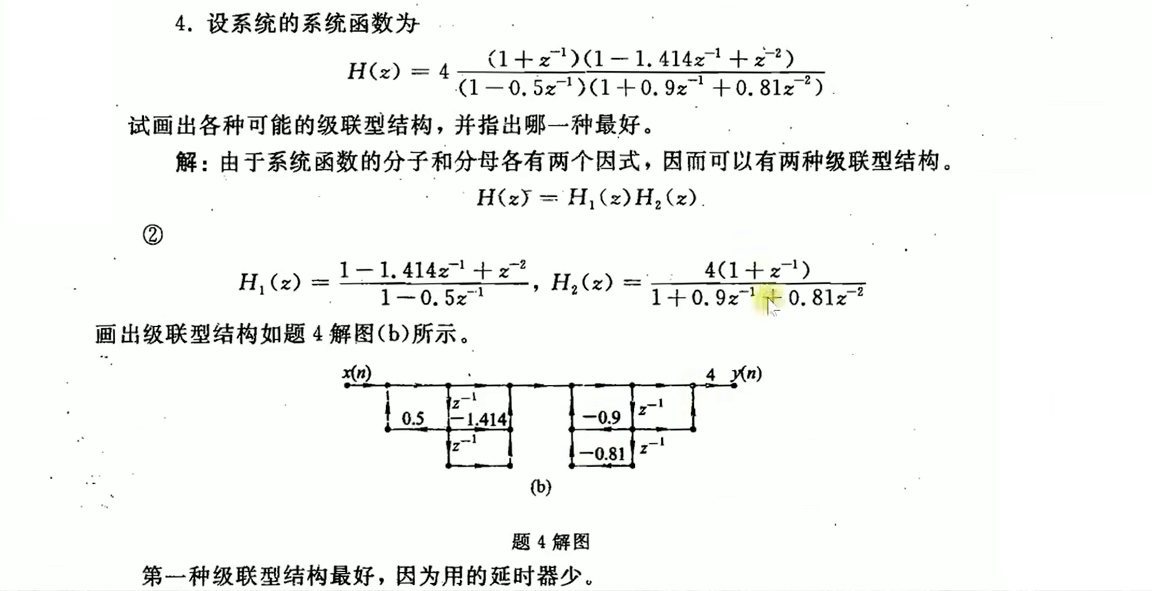 4. 设系统的系统函数为
H(z) = 4 (1+z⁻¹)(1-1.414z⁻¹+z⁻²) / (1-0.5z⁻¹)(1+0.9z⁻¹+0.81z⁻²)
试画出各种可能的级联型结构,并指出哪一种最好。
解:由于系统函数的分子和分母各有两个因式,因而可以有两种级联型结构。
H(z) = H₁(z)H₂(z)
②
H₁(z) = 1-1.414z⁻¹+z⁻² / 1-0.5z⁻¹, H₂(z) = 4(1+z⁻¹) / 1+0.9z⁻¹+0.81z⁻²
画出级联型结构如题 4 解图(b)所示。
x(n) 4 y(n)
z⁻¹ z⁻¹
0.5 -1.414 -0.9
z⁻¹ -0.81 z⁻¹
(b)
题 4 解图
第一种级联型结构最好,因为用的延时器少。